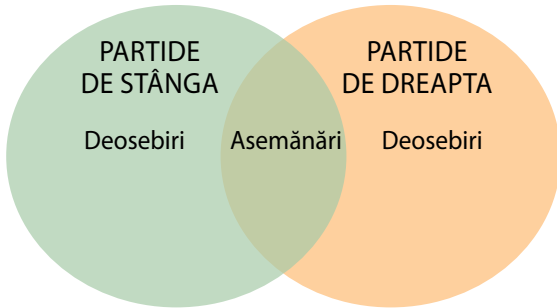 PARTIDE
DE STÂNGA
PARTIDE
DE DREAPTA
Deosebiri
Asemănări
Deosebiri